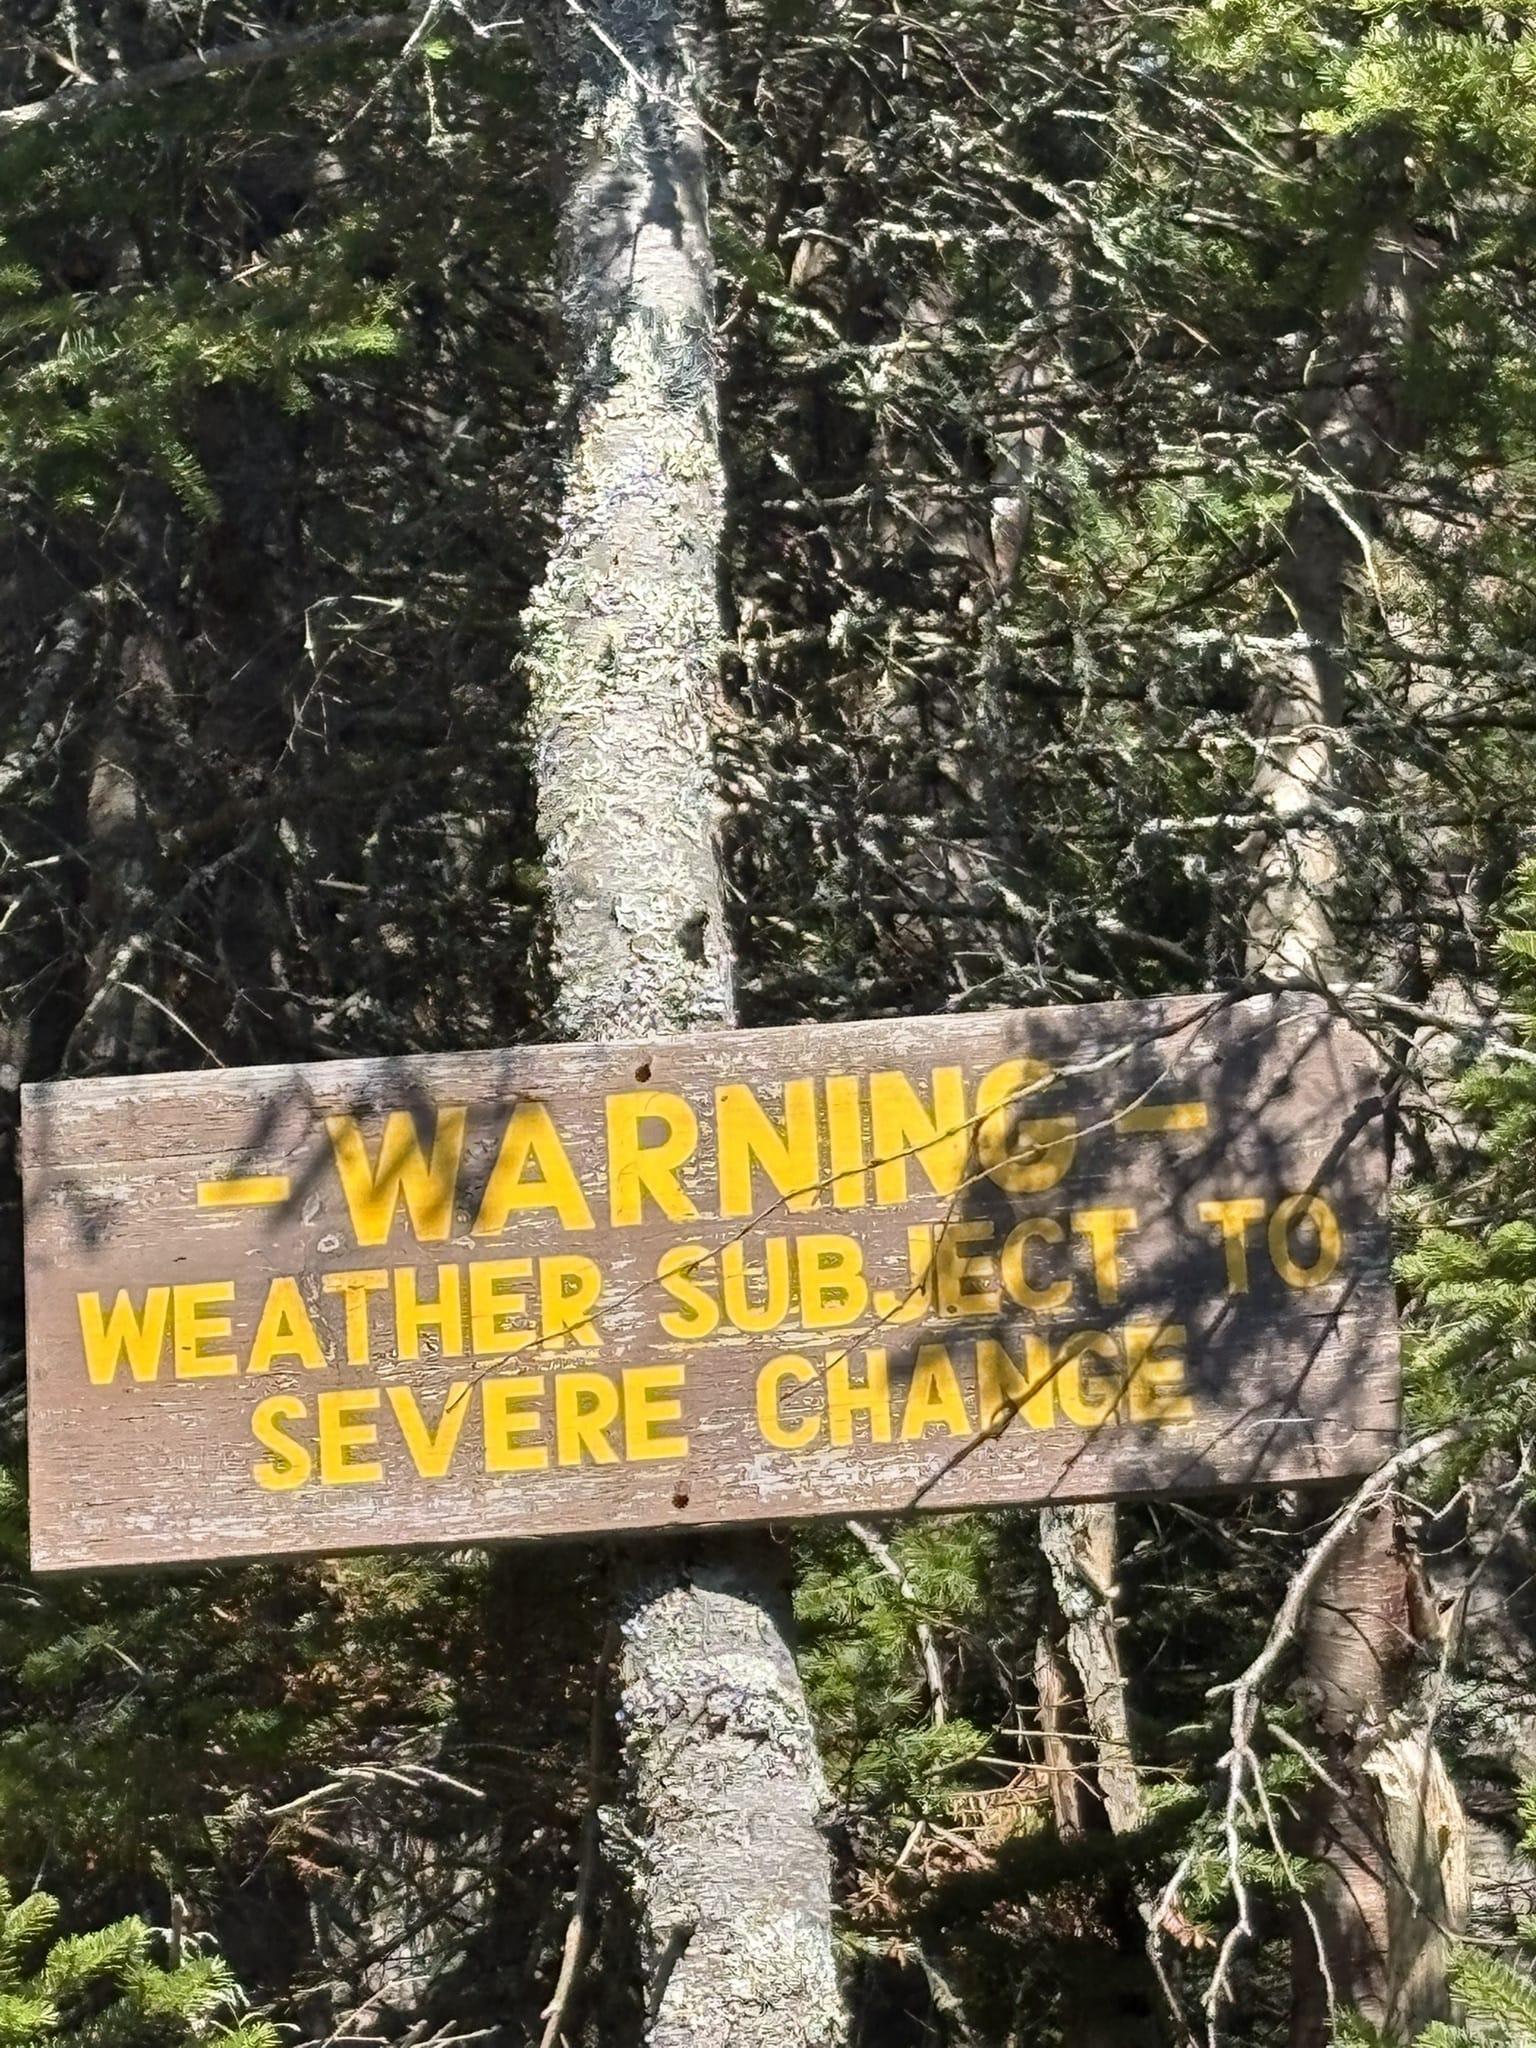 - WARNING -
WEATHER SUBJECT TO
SEVERE CHANGE